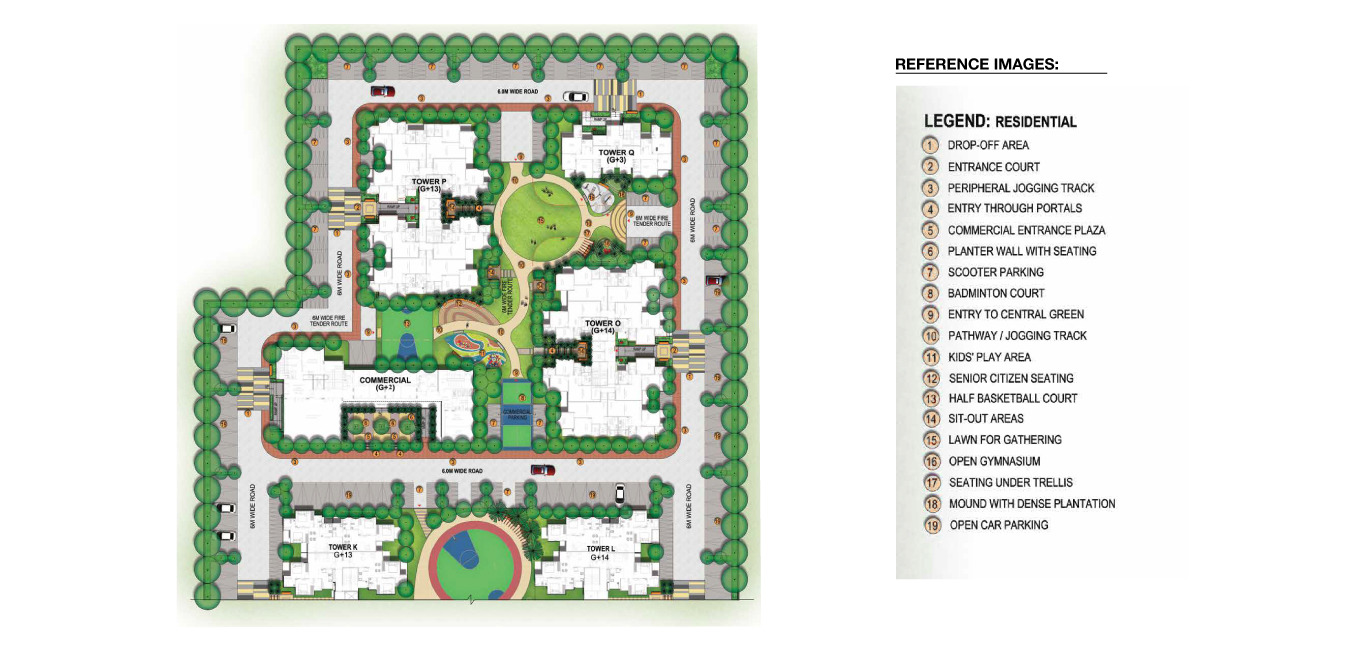 REFERENCE IMAGES:
LEGEND: RESIDENTIAL
1 DROP-OFF AREA
2 ENTRANCE COURT
3 PERIPHERAL JOGGING TRACK
4 ENTRY THROUGH PORTALS
5 COMMERCIAL ENTRANCE PLAZA
6 PLANTER WALL WITH SEATING
7 SCOOTER PARKING
8 BADMINTON COURT
9 ENTRY TO CENTRAL GREEN
10 PATHWAY / JOGGING TRACK
11 KIDS' PLAY AREA
12 SENIOR CITIZEN SEATING
13 HALF BASKETBALL COURT
14 SIT-OUT AREAS
15 LAWN FOR GATHERING
16 OPEN GYMNASIUM
17 SEATING UNDER TRELLIS
18 MOUND WITH DENSE PLANTATION
19 OPEN CAR PARKING
6.0M WIDE ROAD
TOWER Q
(G+3)
TOWER P
(G+13)
6M WIDE FIRE
TENDER ROUTE
6M WIDE ROAD
6M WIDE ROAD
6M WIDE FIRE
TENDER ROUTE
6M WIDE FIRE
TENDER ROUTE
TOWER O
(G+14)
COMMERCIAL
(G+2)
COMMERCIAL
PARKING
6.0M WIDE ROAD
6M WIDE ROAD
6M WIDE ROAD
TOWER K
G+13
TOWER L
G+14